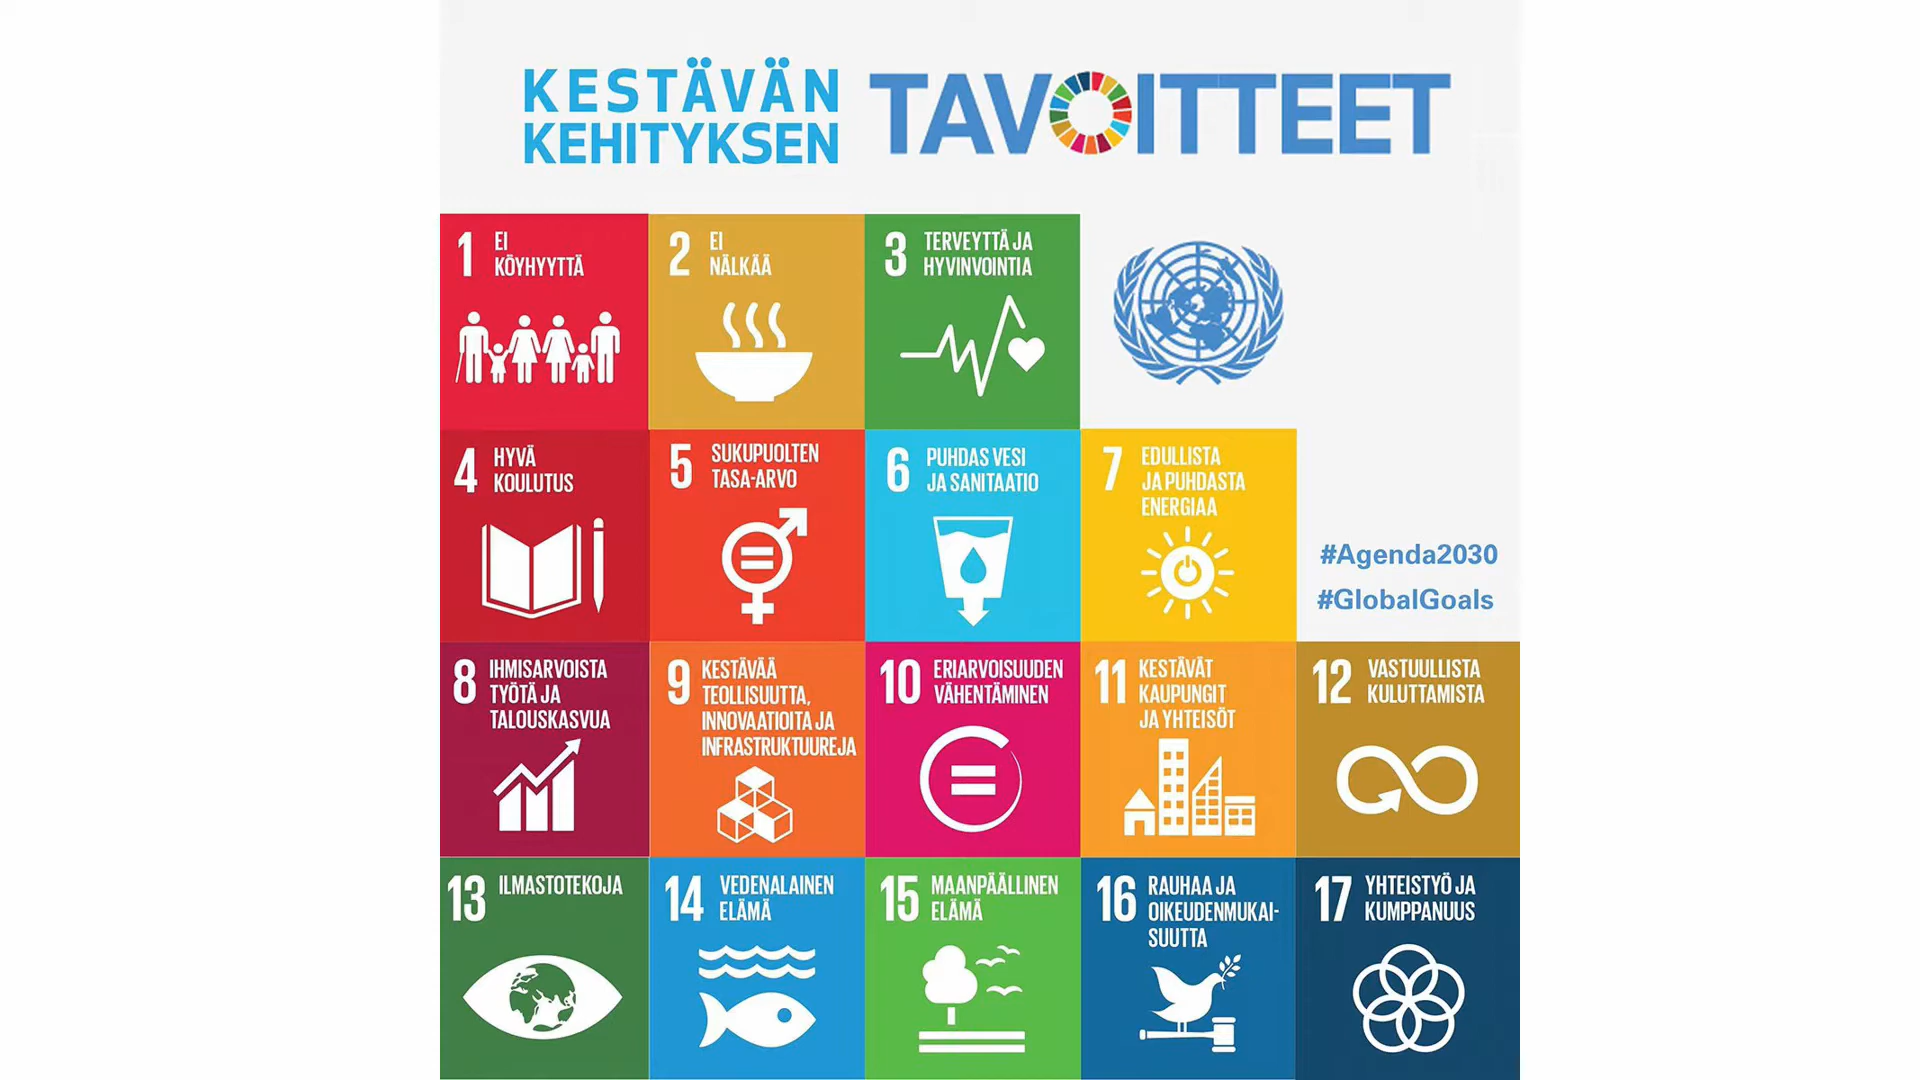 KESTÄVÄN
KEHITYKSEN
TAVOITTEET
1 EI
KÖYHYYTTÄ
2 EI
NÄLKÄÄ
3 TERVEYTTÄ JA
HYVINVOINTIA
4 HYVÄ
KOULUTUS
5 SUKUPUOLTEN
TASA-ARVO
6 PUHDAS VESI
JA SANITAATIO
7 EDULLISTA
JA PUHDASTA
ENERGIAA
#Agenda2030
#GlobalGoals
8 IHMISARVOISTA
TYÖTÄ JA
TALOUSKASVUA
9 KESTÄVÄÄ
TEOLLISUUTTA,
INNOVAATIOITA JA
INFRASTRUKTUUREJA
10 ERIARVOISUUDEN
VÄHENTÄMINEN
11 KESTÄVÄT
KAUPUNGIT
JA YHTEISÖT
12 VASTUULLISTA
KULUTTAMISTA
13 ILMASTOTEKOJA
14 VEDENALAINEN
ELÄMÄ
15 MAANPÄÄLLINEN
ELÄMÄ
16 RAUHAA JA
OIKEUDENMUKAI-
SUUTTA
17 YHTEISTYÖ JA
KUMPPANUUS